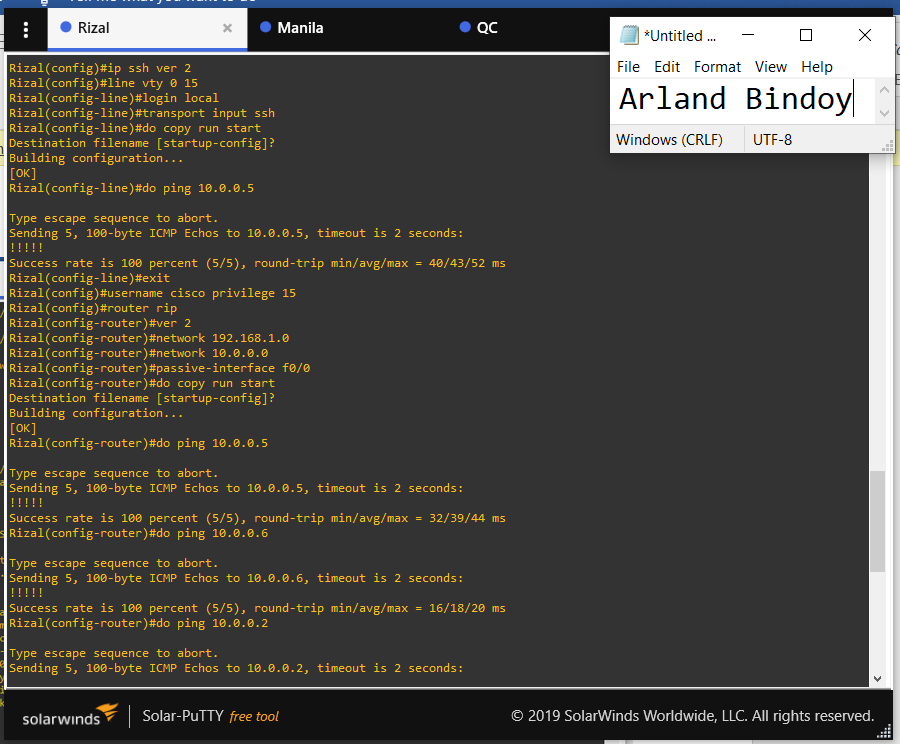 Tell me what you want to do
Rizal × Manila QC
*Untitled ...
File Edit Format View Help
Arland Bindoy
Windows (CRLF) UTF-8
Rizal(config)#ip ssh ver 2
Rizal(config)#line vty 0 15
Rizal(config-line)#login local
Rizal(config-line)#transport input ssh
Rizal(config-line)#do copy run start
Destination filename [startup-config]?
Building configuration...
[OK]
Rizal(config-line)#do ping 10.0.0.5
Type escape sequence to abort.
Sending 5, 100-byte ICMP Echos to 10.0.0.5, timeout is 2 seconds:
!!!!!
Success rate is 100 percent (5/5), round-trip min/avg/max = 40/43/52 ms
Rizal(config-line)#exit
Rizal(config)#username cisco privilege 15
Rizal(config)#router rip
Rizal(config-router)#ver 2
Rizal(config-router)#network 192.168.1.0
Rizal(config-router)#network 10.0.0.0
Rizal(config-router)#passive-interface f0/0
Rizal(config-router)#do copy run start
Destination filename [startup-config]?
Building configuration...
[OK]
Rizal(config-router)#do ping 10.0.0.5
Type escape sequence to abort.
Sending 5, 100-byte ICMP Echos to 10.0.0.5, timeout is 2 seconds:
!!!!!
Success rate is 100 percent (5/5), round-trip min/avg/max = 32/39/44 ms
Rizal(config-router)#do ping 10.0.0.6
Type escape sequence to abort.
Sending 5, 100-byte ICMP Echos to 10.0.0.6, timeout is 2 seconds:
!!!!!
Success rate is 100 percent (5/5), round-trip min/avg/max = 16/18/20 ms
Rizal(config-router)#do ping 10.0.0.2
Type escape sequence to abort.
Sending 5, 100-byte ICMP Echos to 10.0.0.2, timeout is 2 seconds:
solarwinds Solar-PuTTY free tool © 2019 SolarWinds Worldwide, LLC. All rights reserved.